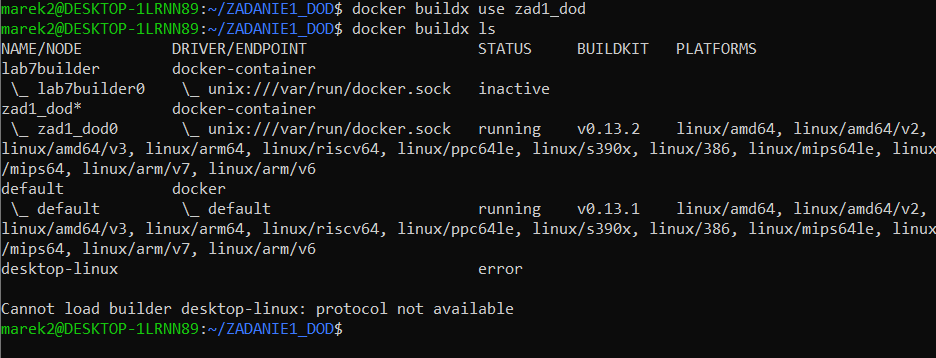 marek2@DESKTOP-1LRNN89:~/ZADANIE1_DOD$ docker buildx use zad1_dod
marek2@DESKTOP-1LRNN89:~/ZADANIE1_DOD$ docker buildx ls
NAME/NODE          DRIVER/ENDPOINT                   STATUS     BUILDKIT   PLATFORMS
lab7builder        docker-container
 \_ lab7builder0    \_ unix:///var/run/docker.sock   inactive
zad1_dod*          docker-container
 \_ zad1_dod0       \_ unix:///var/run/docker.sock   running    v0.13.2    linux/amd64, linux/amd64/v2,
linux/amd64/v3, linux/arm64, linux/riscv64, linux/ppc64le, linux/s390x, linux/386, linux/mips64le, linux
/mips64, linux/arm/v7, linux/arm/v6
default            docker
 \_ default         \_ default                       running    v0.13.1    linux/amd64, linux/amd64/v2,
linux/amd64/v3, linux/arm64, linux/riscv64, linux/ppc64le, linux/s390x, linux/386, linux/mips64le, linux
/mips64, linux/arm/v7, linux/arm/v6
desktop-linux                                        error

Cannot load builder desktop-linux: protocol not available
marek2@DESKTOP-1LRNN89:~/ZADANIE1_DOD$